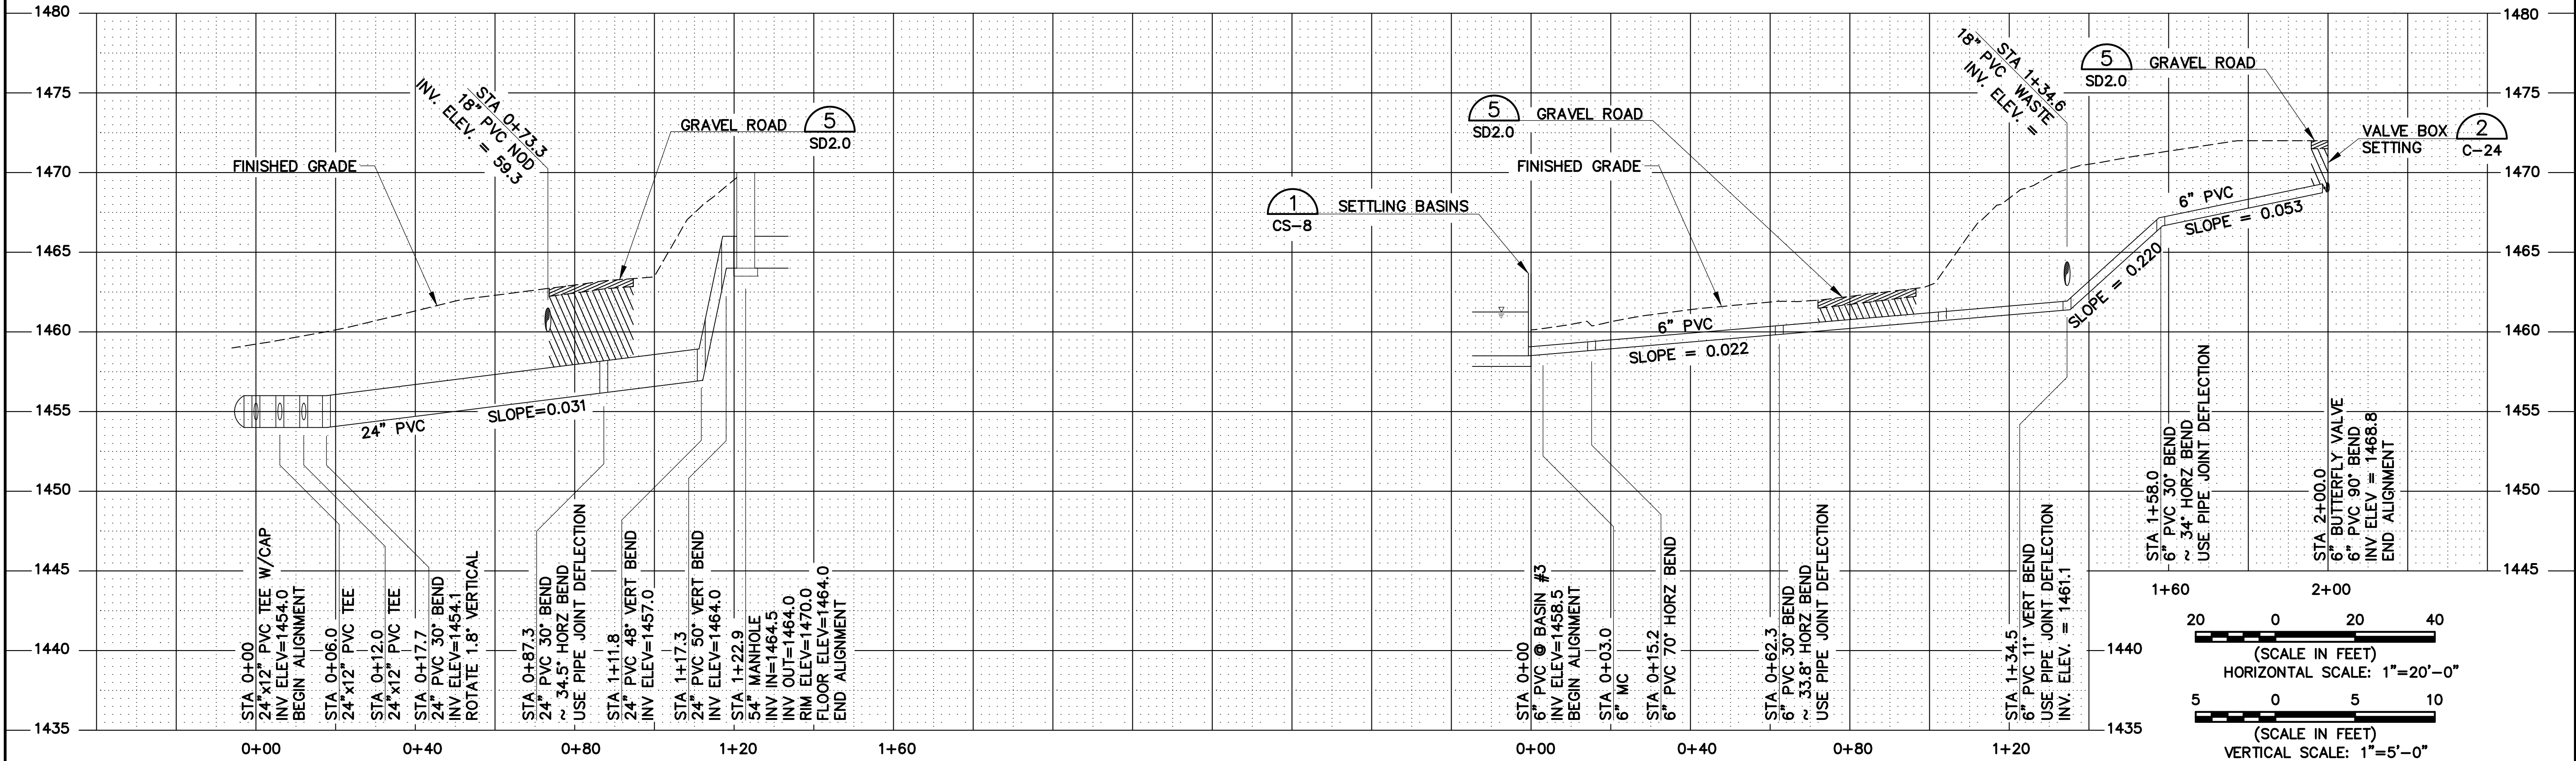 1480
1475
1470
1465
1460
1455
1450
1445
1440
1435
FINISHED GRADE
STA 0+73.3
18" PVC NOD
INV. ELEV. = 59.3
GRAVEL ROAD
5
SD2.0
24" PVC
SLOPE=0.031
STA 0+00
24"x12" PVC TEE W/CAP
INV ELEV=1454.0
BEGIN ALIGNMENT
STA 0+06.0
24"x12" PVC TEE
STA 0+12.0
24"x12" PVC TEE
STA 0+17.7
24" PVC 30° BEND
INV ELEV=1454.1
ROTATE 1.8° VERTICAL
STA 0+87.3
24" PVC 30° BEND
~ 34.5° HORZ BEND
USE PIPE JOINT DEFLECTION
STA 1+11.8
24" PVC 48° VERT BEND
INV ELEV=1457.0
STA 1+17.3
24" PVC 50° VERT BEND
INV ELEV=1464.0
STA 1+22.9
54" MANHOLE
INV IN=1464.5
INV OUT=1464.0
RIM ELEV=1470.0
FLOOR ELEV=1464.0
END ALIGNMENT
0+00
0+40
0+80
1+20
1+60
1
CS-8
SETTLING BASINS
5
SD2.0
GRAVEL ROAD
FINISHED GRADE
STA 1+34.6
18" PVC WASTE
INV. ELEV. =
5
SD2.0
GRAVEL ROAD
VALVE BOX
SETTING
2
C-24
6" PVC
SLOPE = 0.022
SLOPE = 0.220
6" PVC
SLOPE = 0.053
STA 0+00
6" PVC @ BASIN #3
INV ELEV=1458.5
BEGIN ALIGNMENT
STA 0+03.0
6" MC
STA 0+15.2
6" PVC 70° HORZ BEND
STA 0+62.3
6" PVC 30° BEND
~ 33.8° HORZ BEND
USE PIPE JOINT DEFLECTION
STA 1+34.5
6" PVC 11° VERT BEND
USE PIPE JOINT DEFLECTION
INV. ELEV. = 1461.1
STA 1+58.0
6" PVC 30° BEND
~ 34° HORZ BEND
USE PIPE JOINT DEFLECTION
STA 2+00.0
6" BUTTERFLY VALVE
6" PVC 90° BEND
INV ELEV = 1468.8
END ALIGNMENT
0+00
0+40
0+80
1+20
1+60
2+00
1480
1475
1470
1465
1460
1455
1450
1445
1440
1435
20 0 20 40
(SCALE IN FEET)
HORIZONTAL SCALE: 1"=20'-0"
5 0 5 10
(SCALE IN FEET)
VERTICAL SCALE: 1"=5'-0"